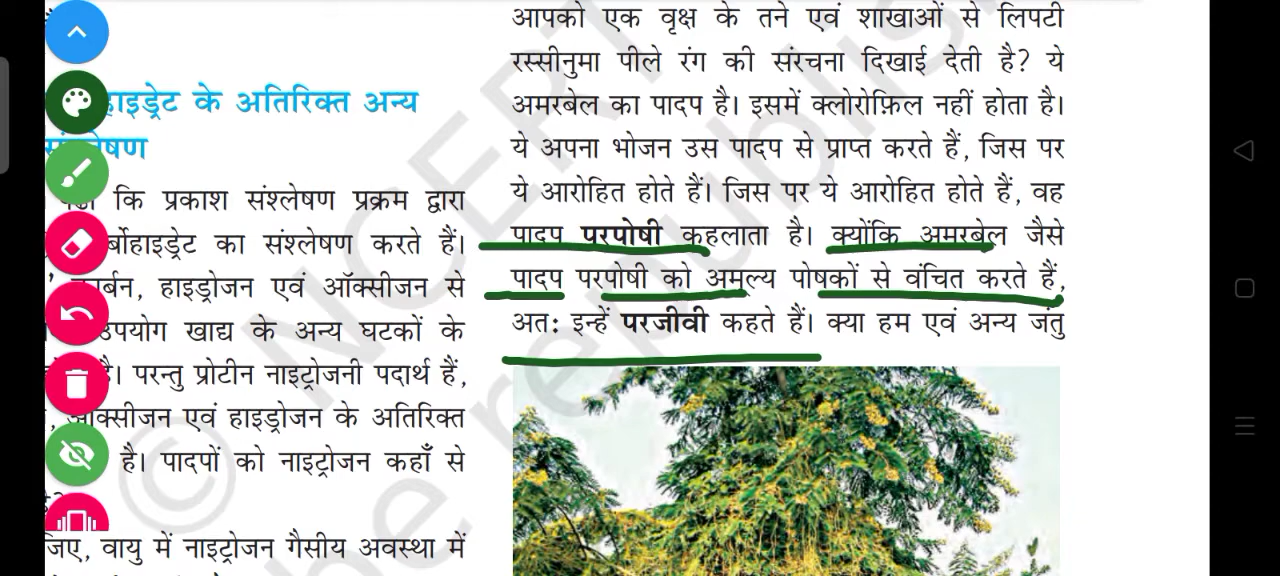 हाइड्रेट के अतिरिक्त अन्य
संश्लेषण
कि प्रकाश संश्लेषण प्रक्रम द्वारा
र्बोहाइड्रेट का संश्लेषण करते हैं।
कार्बन, हाइड्रोजन एवं ऑक्सीजन से
उपयोग खाद्य के अन्य घटकों के
है। परन्तु प्रोटीन नाइट्रोजनी पदार्थ हैं,
ऑक्सीजन एवं हाइड्रोजन के अतिरिक्त
है। पादपों को नाइट्रोजन कहाँ से
जिए, वायु में नाइट्रोजन गैसीय अवस्था में
आपको एक वृक्ष के तने एवं शाखाओं से लिपटी
रस्सीनुमा पीले रंग की संरचना दिखाई देती है? ये
अमरबेल का पादप है। इसमें क्लोरोफ़िल नहीं होता है।
ये अपना भोजन उस पादप से प्राप्त करते हैं, जिस पर
ये आरोहित होते हैं। जिस पर ये आरोहित होते हैं, वह
पादप परपोषी कहलाता है। क्योंकि अमरबेल जैसे
पादप परपोषी को अमूल्य पोषकों से वंचित करते हैं,
अतः इन्हें परजीवी कहते हैं। क्या हम एवं अन्य जंतु
© NCERT
be republis